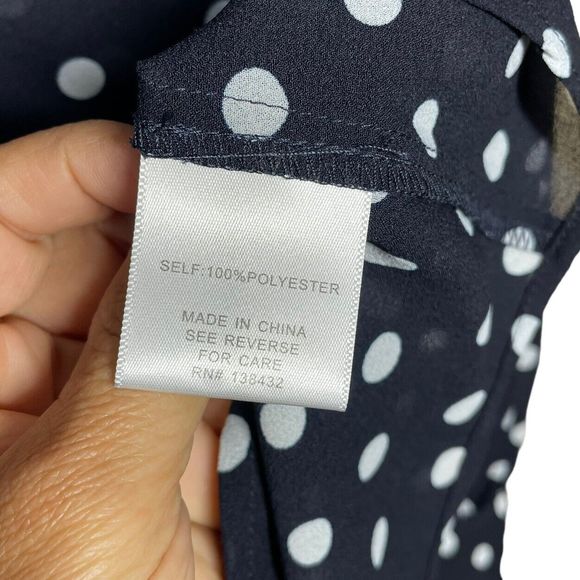 SELF:100%POLYESTER
MADE IN CHINA
SEE REVERSE
FOR CARE
RN# 138432